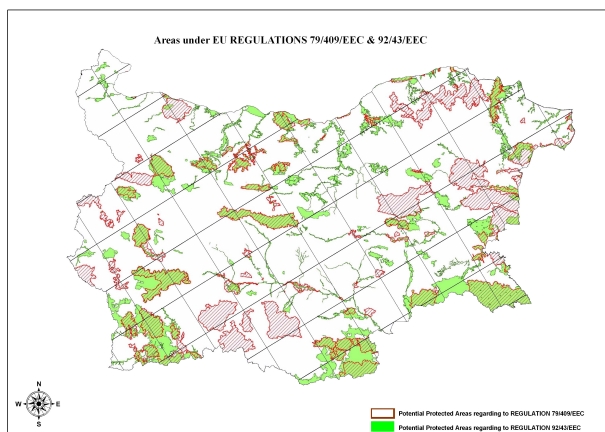 Areas under EU REGULATIONS 79/409/EEC & 92/43/EEC
N
W E
S
Potential Protected Areas regarding to REGULATION 79/409/EEC
Potential Protected Areas regarding to REGULATION 92/43/EEC